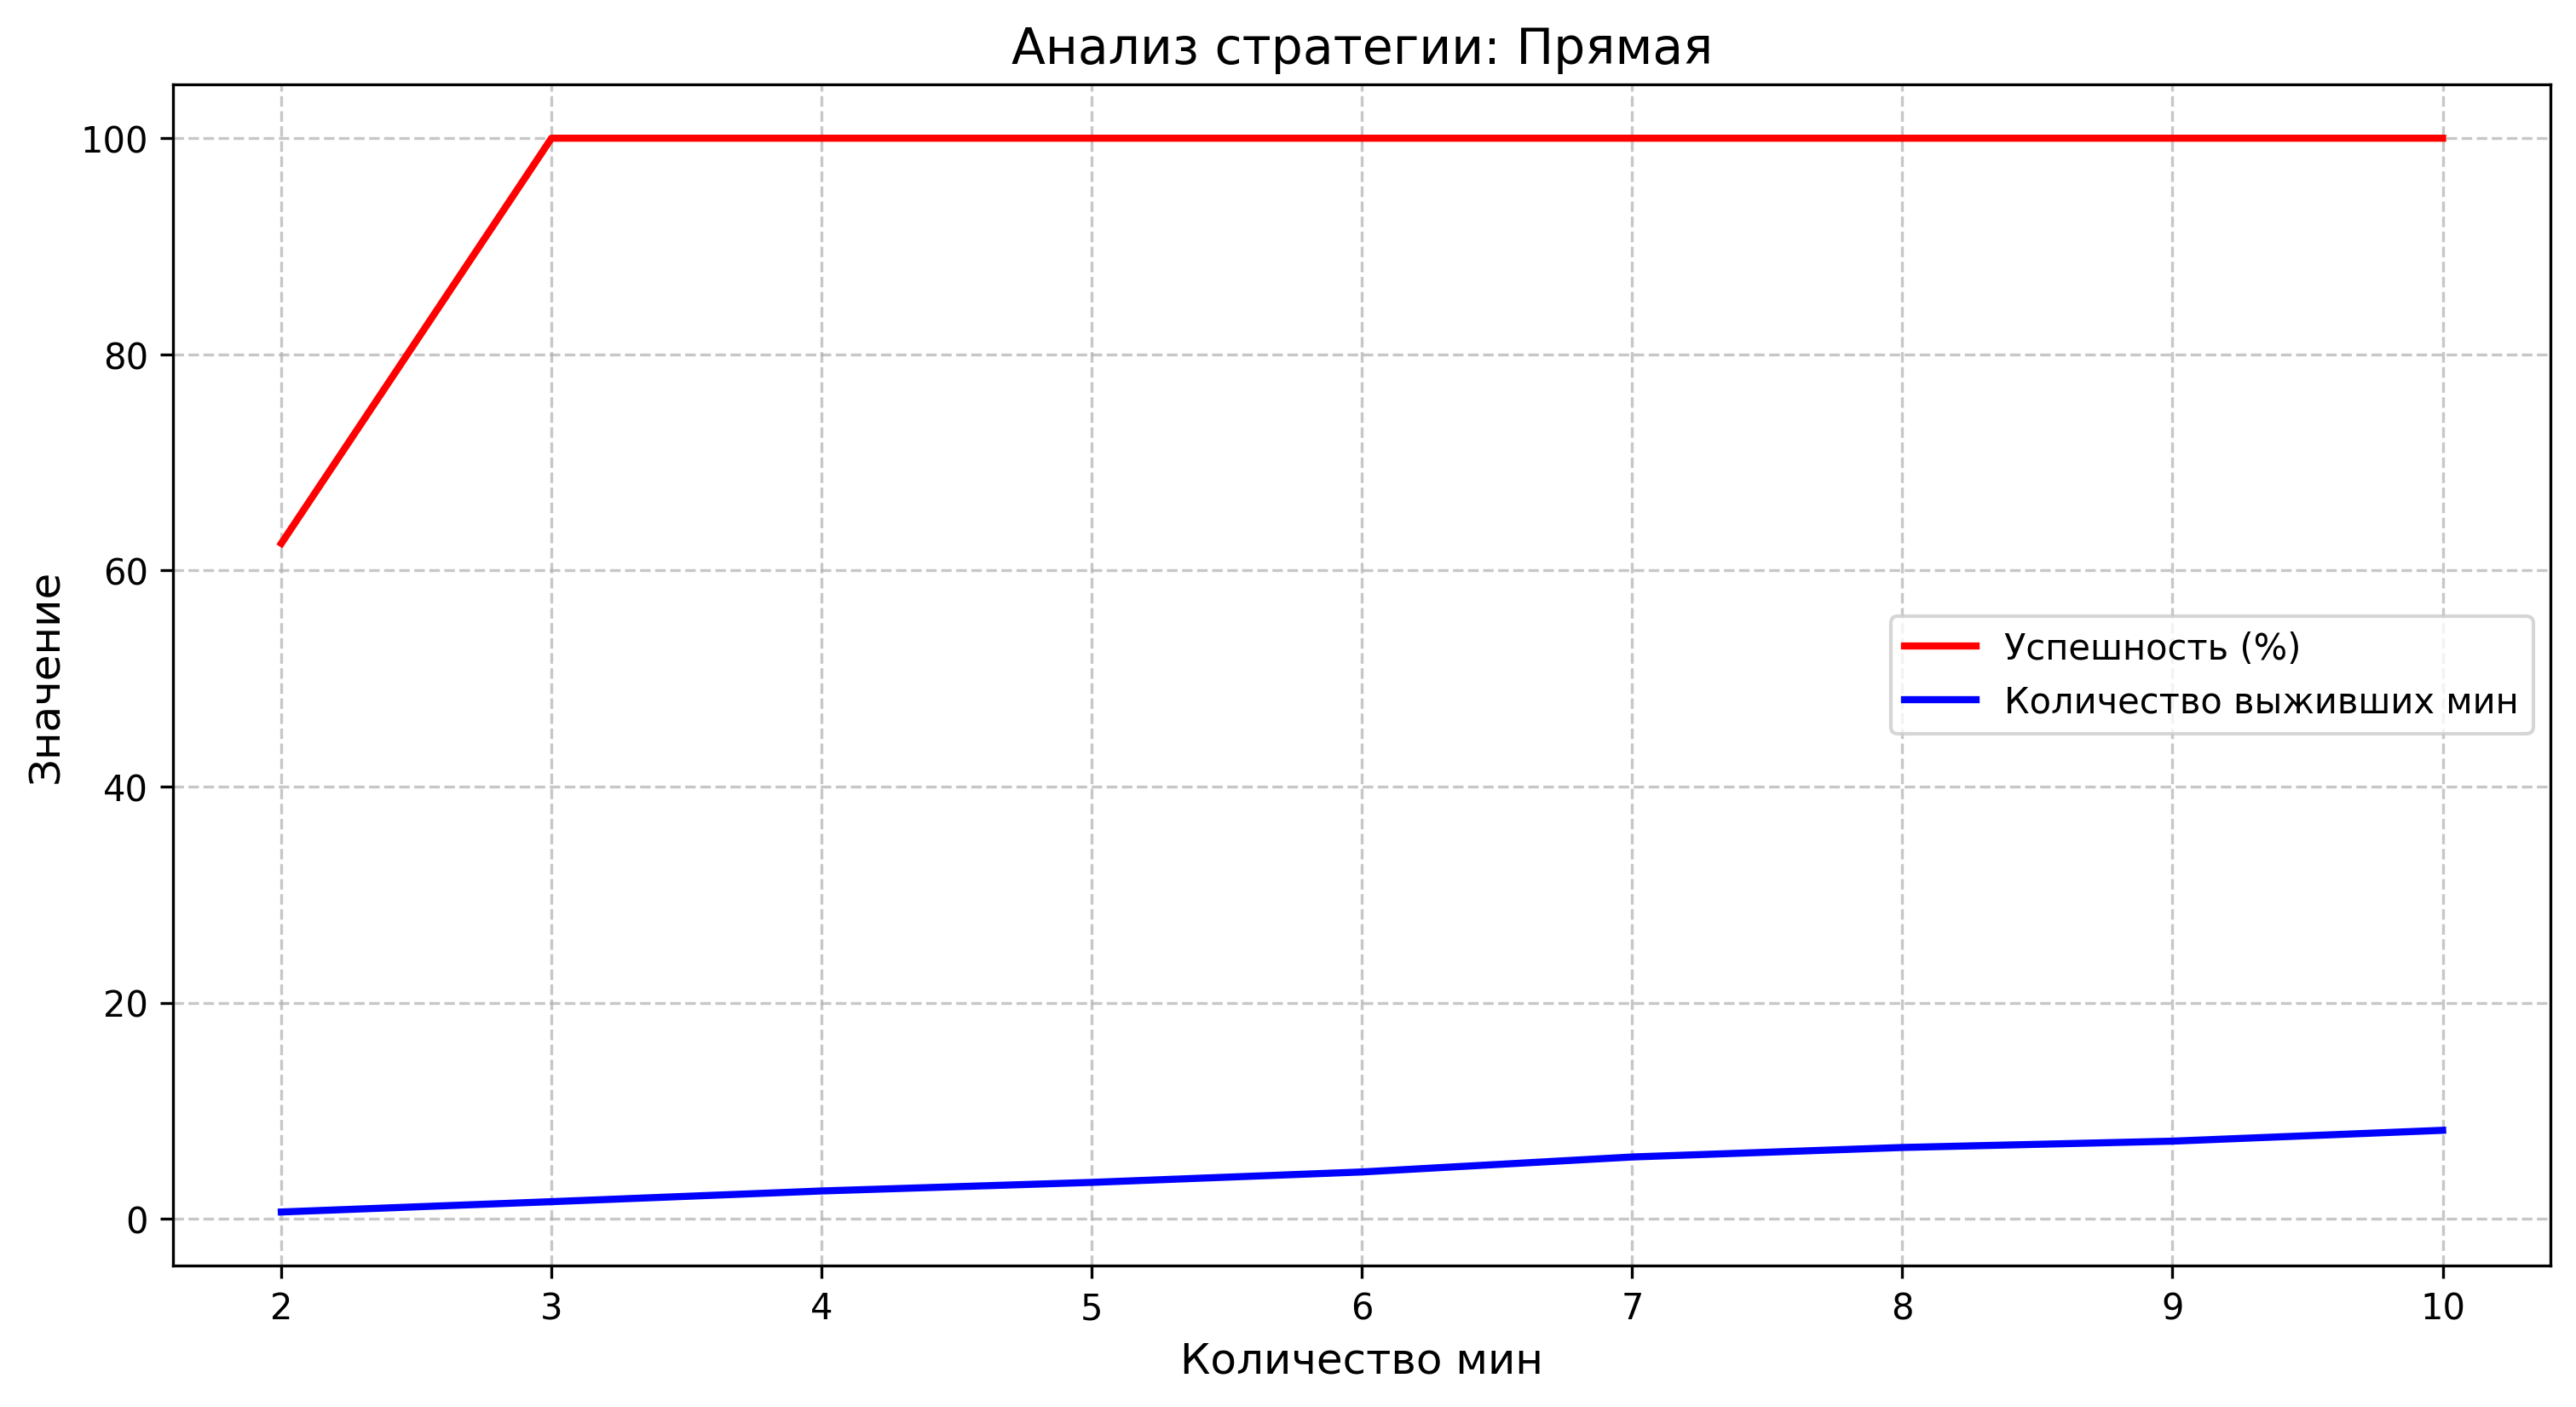 Анализ стратегии: Прямая
100
80
60
40
20
0
Значение
Успешность (%)
Количество выживших мин
2 3 4 5 6 7 8 9 10
Количество мин